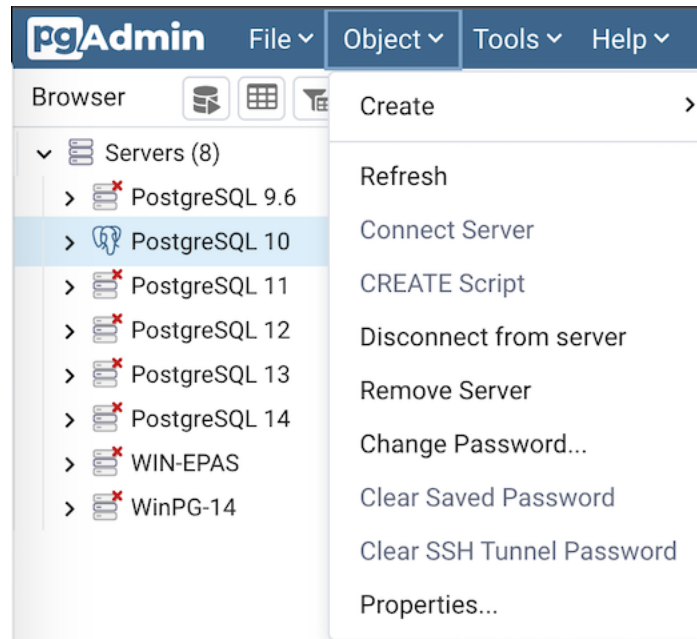 pgAdmin File Object Tools Help
Browser
Servers (8)
PostgreSQL 9.6
PostgreSQL 10
PostgreSQL 11
PostgreSQL 12
PostgreSQL 13
PostgreSQL 14
WIN-EPAS
WinPG-14
Create
Refresh
Connect Server
CREATE Script
Disconnect from server
Remove Server
Change Password...
Clear Saved Password
Clear SSH Tunnel Password
Properties...